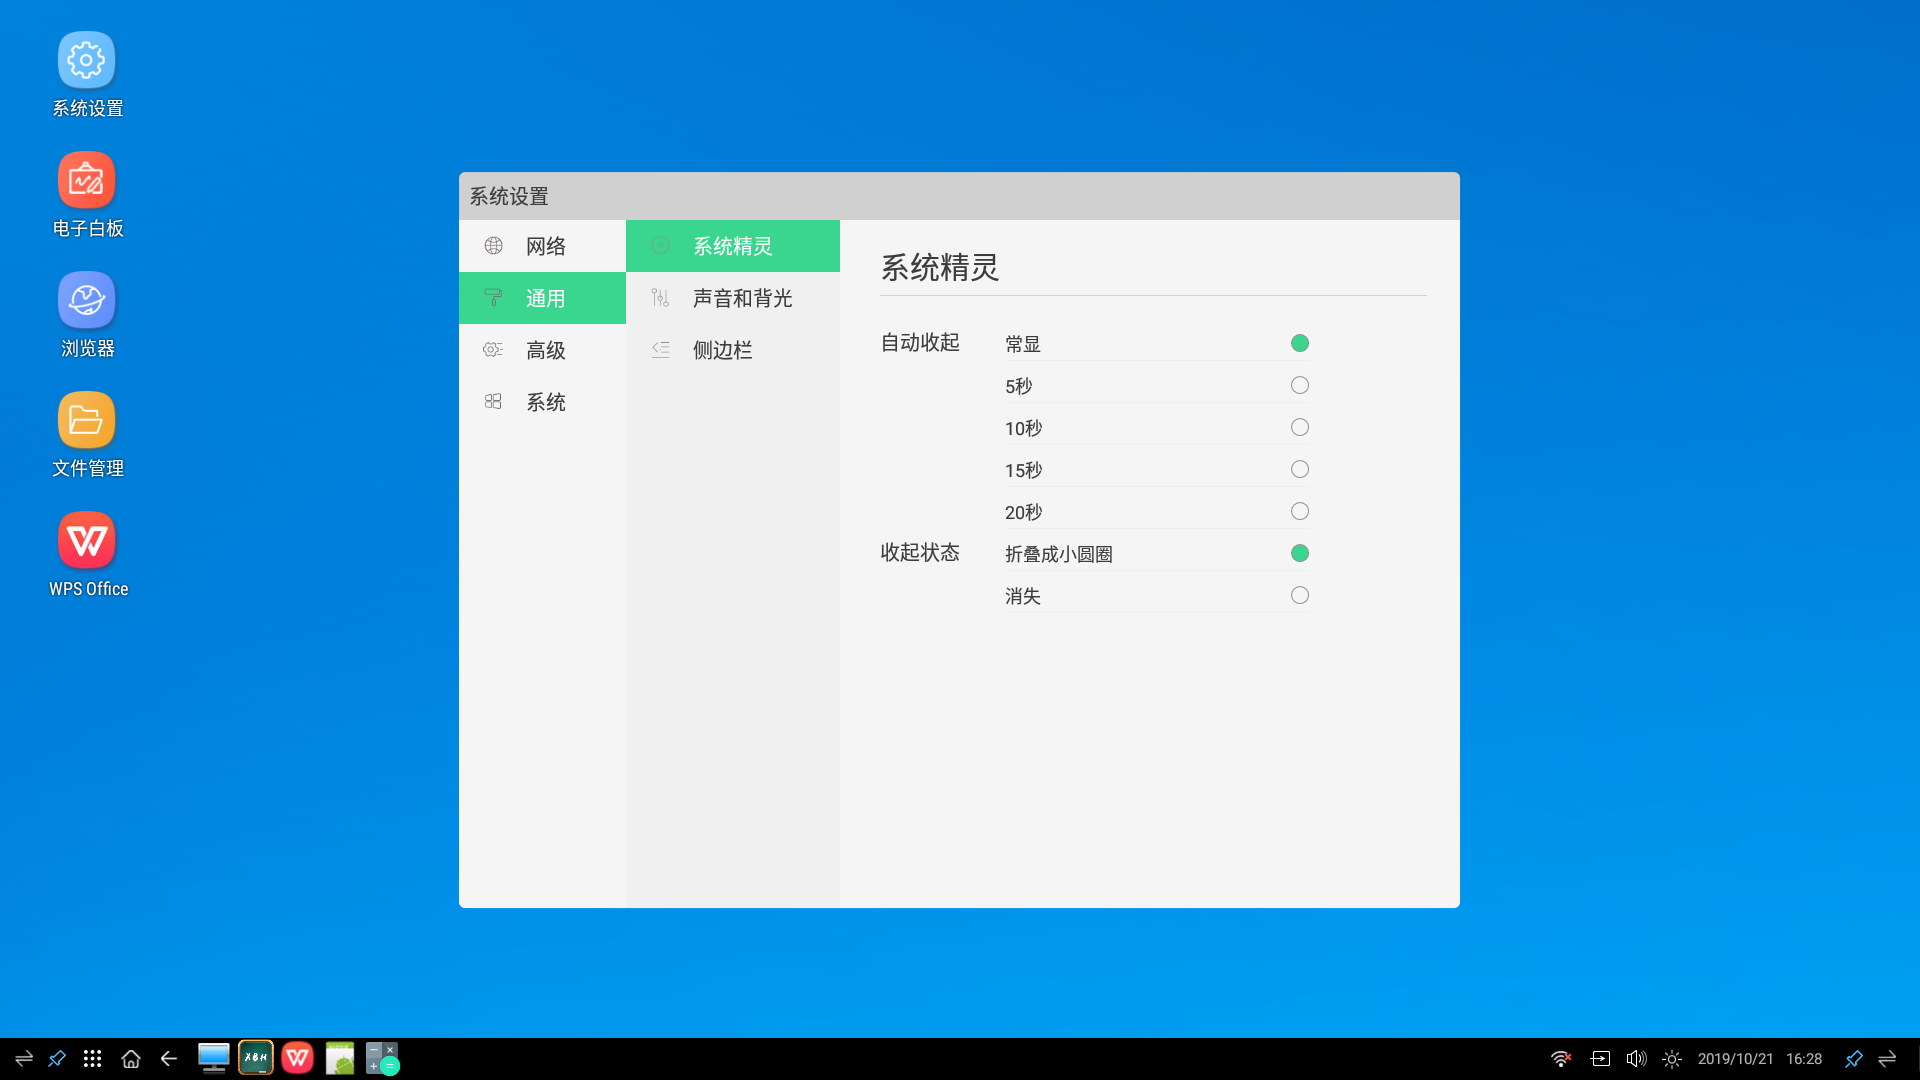 系统设置
电子白板
浏览器
文件管理
WPS Office
系统设置
网络
通用
高级
系统
系统精灵
声音和背光
侧边栏
系统精灵
自动收起
常显
5秒
10秒
15秒
20秒
收起状态
折叠成小圆圈
消失
XBH
2019/10/21 16:28